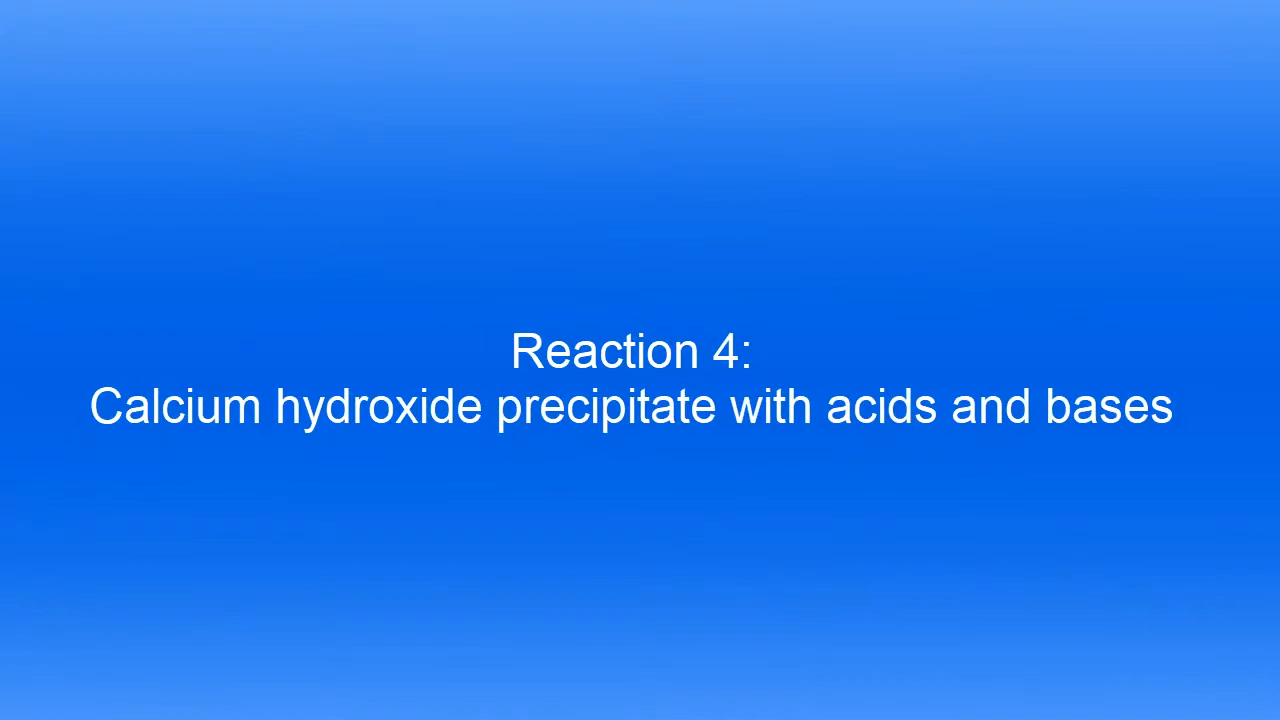 Reaction 4:
Calcium hydroxide precipitate with acids and bases